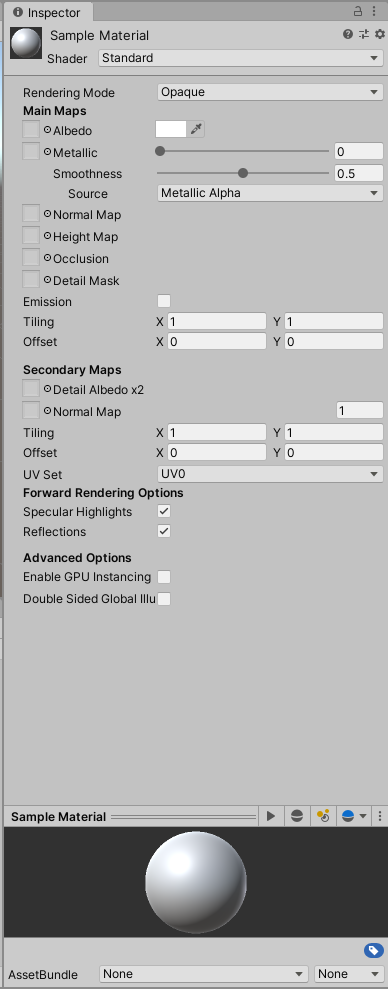 Inspector
Sample Material
Shader Standard
Rendering Mode Opaque
Main Maps
Albedo
Metallic 0
Smoothness 0.5
Source Metallic Alpha
Normal Map
Height Map
Occlusion
Detail Mask
Emission
Tiling X 1 Y 1
Offset X 0 Y 0
Secondary Maps
Detail Albedo x2
Normal Map 1
Tiling X 1 Y 1
Offset X 0 Y 0
UV Set UV0
Forward Rendering Options
Specular Highlights
Reflections
Advanced Options
Enable GPU Instancing
Double Sided Global Illu
Sample Material
AssetBundle None None